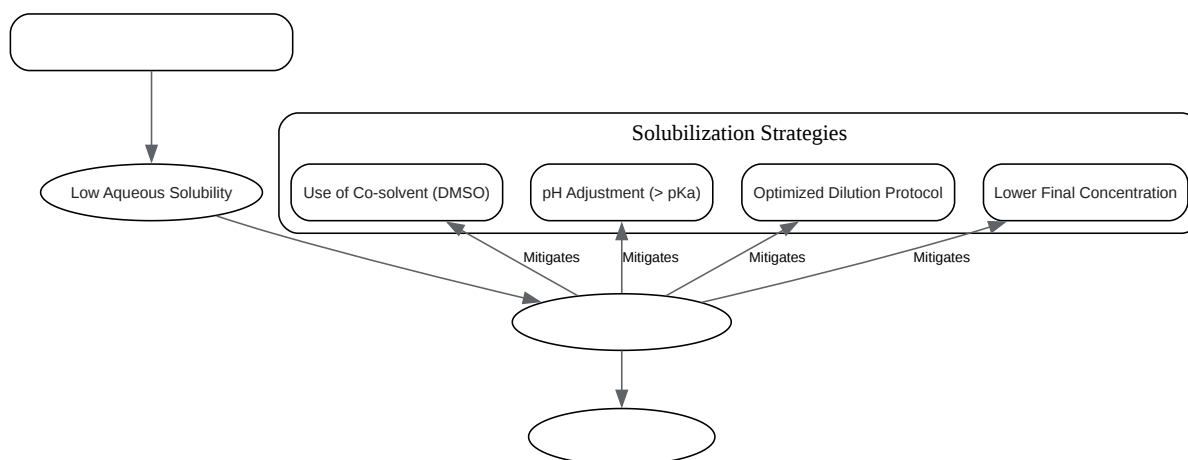 Solubilization Strategies
Low Aqueous Solubility
Use of Co-solvent (DMSO)
pH Adjustment (> pKa)
Optimized Dilution Protocol
Lower Final Concentration
Mitigates
Mitigates
Mitigates
Mitigates